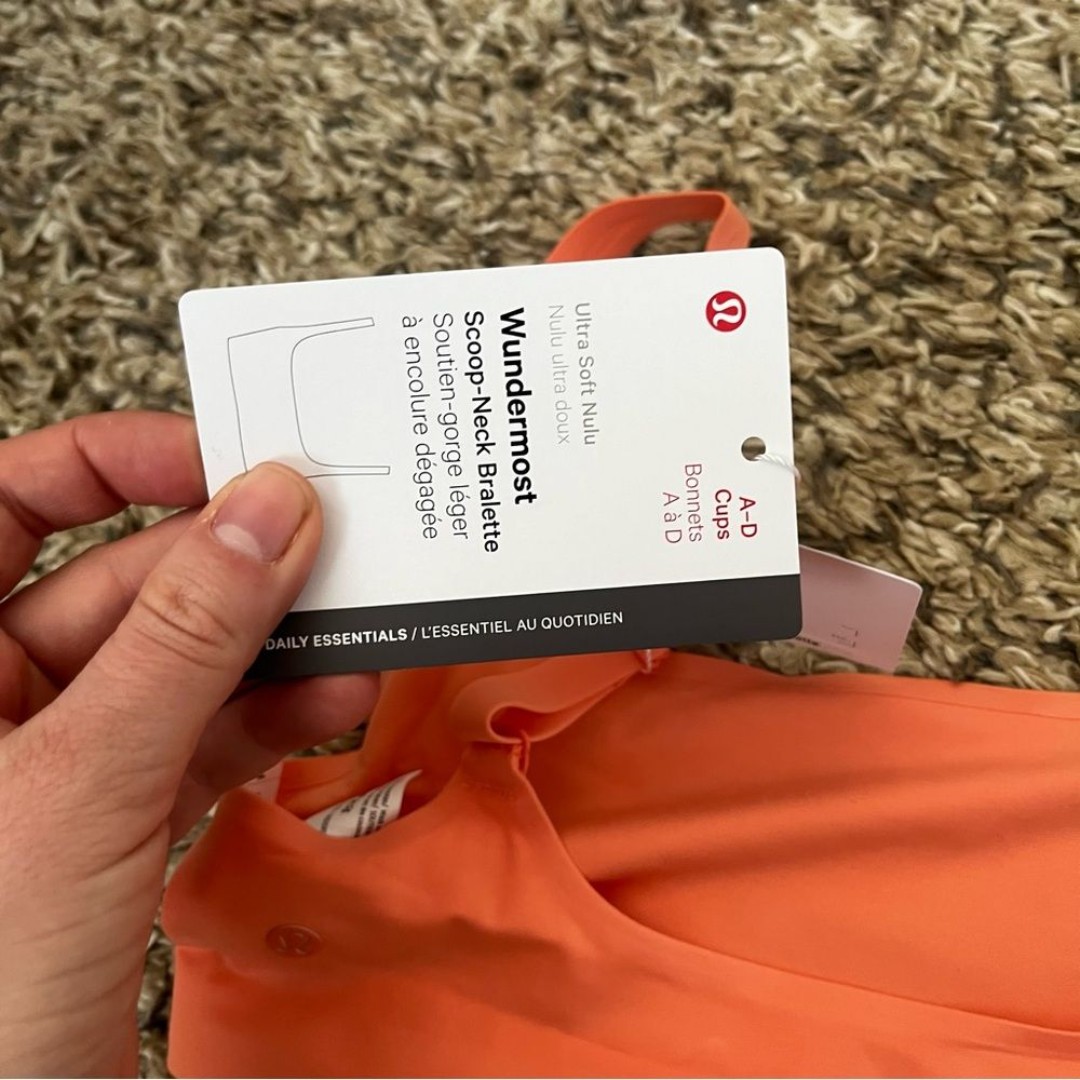 A–D
Cups
Bonnets
A à D
Ultra Soft Nulu
Nulu ultra doux
Wundermost
Scoop-Neck Bralette
Soutien-gorge léger
à encolure dégagée
DAILY ESSENTIALS / L'ESSENTIEL AU QUOTIDIEN